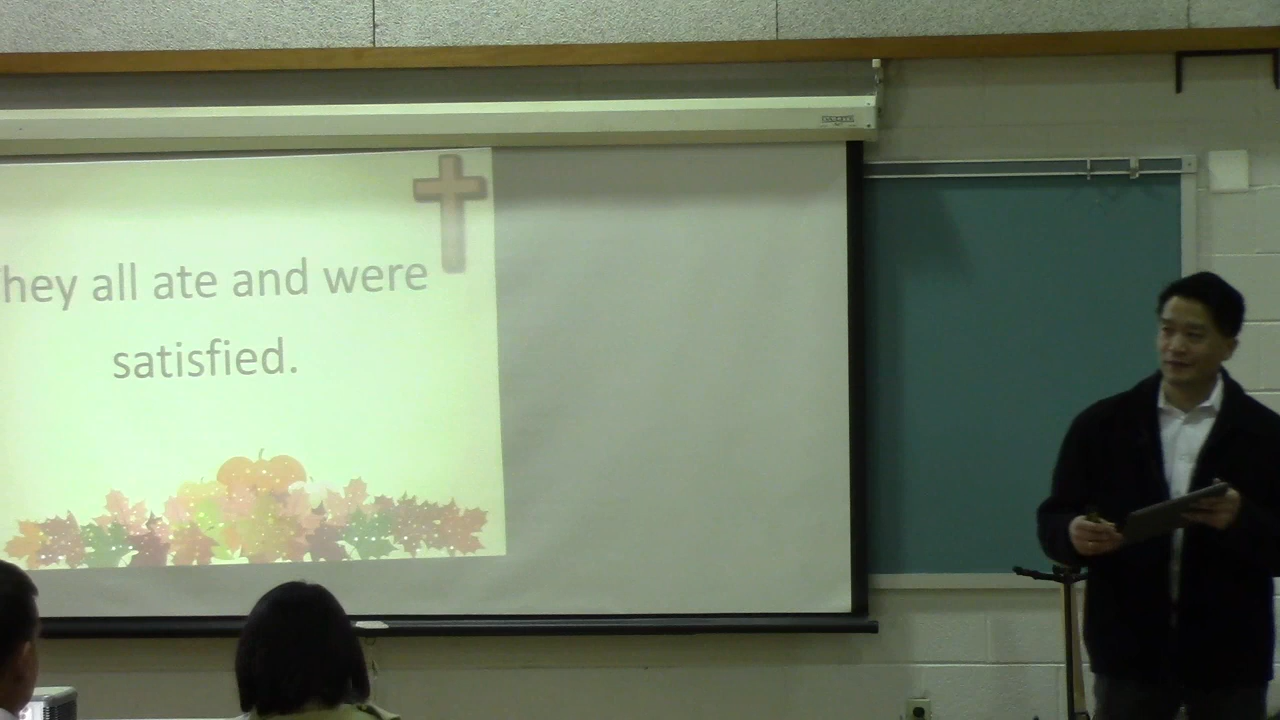 hey all ate and were
satisfied.